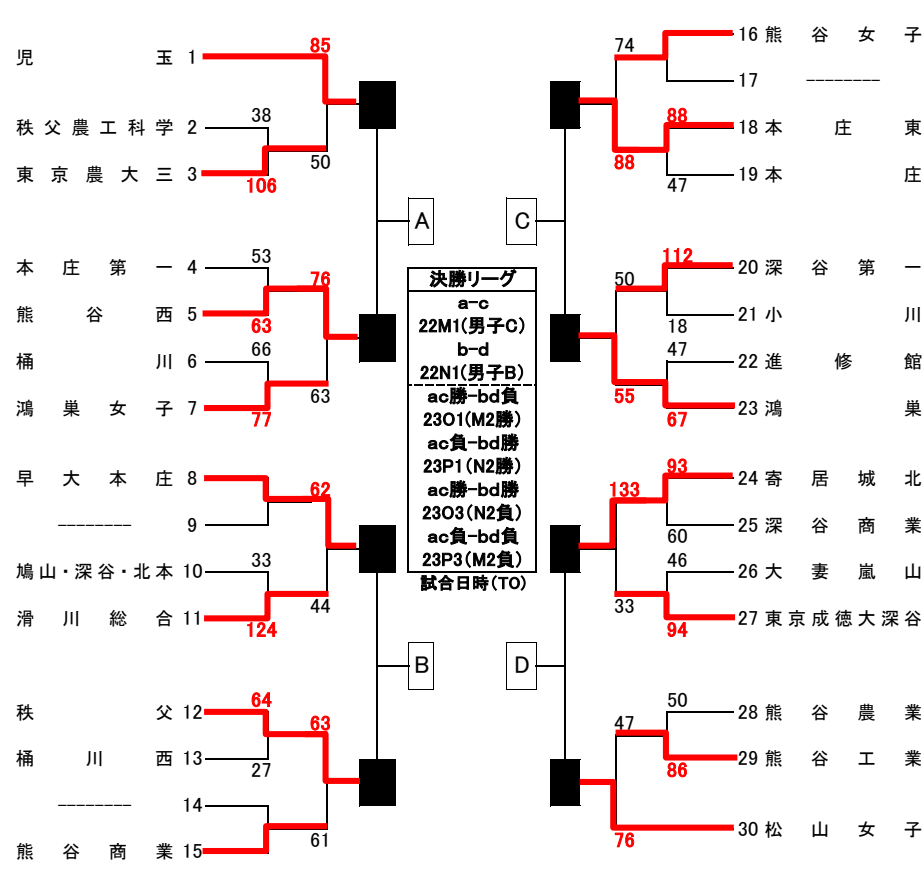 児玉 1
85
秩父農工科学 2
38
東京農大三 3
106
50
A
本庄第一 4
53
熊谷西 5
63
76
桶川 6
66
鴻巣女子 7
77
63
早大本庄 8
62
-------- 9
鳩山・深谷・北本 10
33
滑川総合 11
124
44
B
秩父 12
64
63
桶川西 13
27
-------- 14
熊谷商業 15
61
決勝リーグ
a-c
22M1(男子C)
b-d
22N1(男子B)
ac勝-bd負
23O1(M2勝)
ac負-bd勝
23P1(N2勝)
ac勝-bd勝
23O3(N2負)
ac負-bd負
23P3(M2負)
試合日時(TO)
16 熊谷女子
74
17 --------
18 本庄東
88
88
19 本庄
47
C
20 深谷第一
112
50
21 小川
18
22 進修館
47
23 鴻巣
67
55
24 寄居城北
93
133
25 深谷商業
60
26 大妻嵐山
46
27 東京成徳大深谷
94
33
D
28 熊谷農業
50
47
29 熊谷工業
86
30 松山女子
76